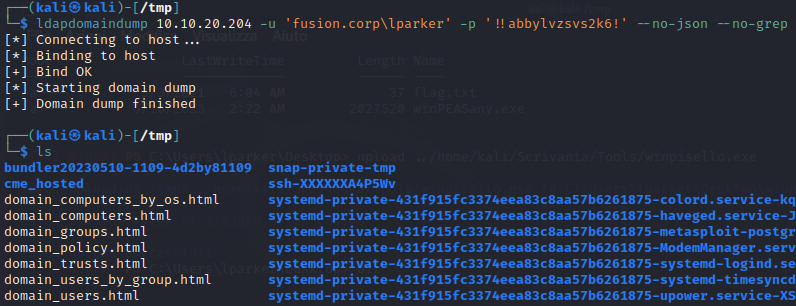 ┌──(kali㉿kali)-[/tmp]
└─$ ldapdomaindump 10.10.20.204 -u 'fusion.corp\lparker' -p '!!abbylvzsvs2k6!' --no-json --no-grep
[*] Connecting to host...
[*] Binding to host
[+] Bind OK
[*] Starting domain dump
[+] Domain dump finished
┌──(kali㉿kali)-[/tmp]
└─$ ls
bundler20230510-1109-4d2by81109 snap-private-tmp
cme_hosted ssh-XXXXXXA4P5Wv
domain_computers_by_os.html systemd-private-431f915fc3374eea83c8aa57b6261875-colord.service-kq
domain_computers.html systemd-private-431f915fc3374eea83c8aa57b6261875-haveged.service-J
domain_groups.html systemd-private-431f915fc3374eea83c8aa57b6261875-metasploit-postgr
domain_policy.html systemd-private-431f915fc3374eea83c8aa57b6261875-ModemManager.serv
domain_trusts.html systemd-private-431f915fc3374eea83c8aa57b6261875-systemd-logind.se
domain_users_by_group.html systemd-private-431f915fc3374eea83c8aa57b6261875-systemd-timesyncd
domain_users.html systemd-private-431f915fc3374eea83c8aa57b6261875-upower.service-XS